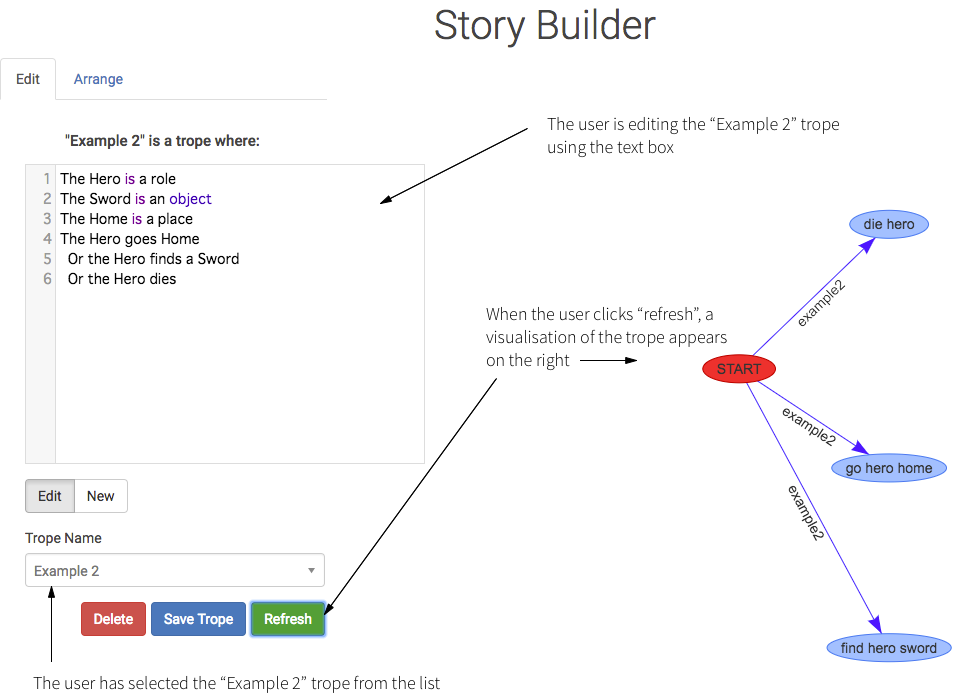 Story Builder
Edit
Arrange
"Example 2" is a trope where:
1 The Hero is a role
2 The Sword is an object
3 The Home is a place
4 The Hero goes Home
5 Or the Hero finds a Sword
6 Or the Hero dies
The user is editing the “Example 2” trope
using the text box
When the user clicks “refresh”, a
visualisation of the trope appears
on the right
die hero
example2
START
example2
go hero home
example2
find hero sword
Edit
New
Trope Name
Example 2
Delete
Save Trope
Refresh
The user has selected the “Example 2” trope from the list